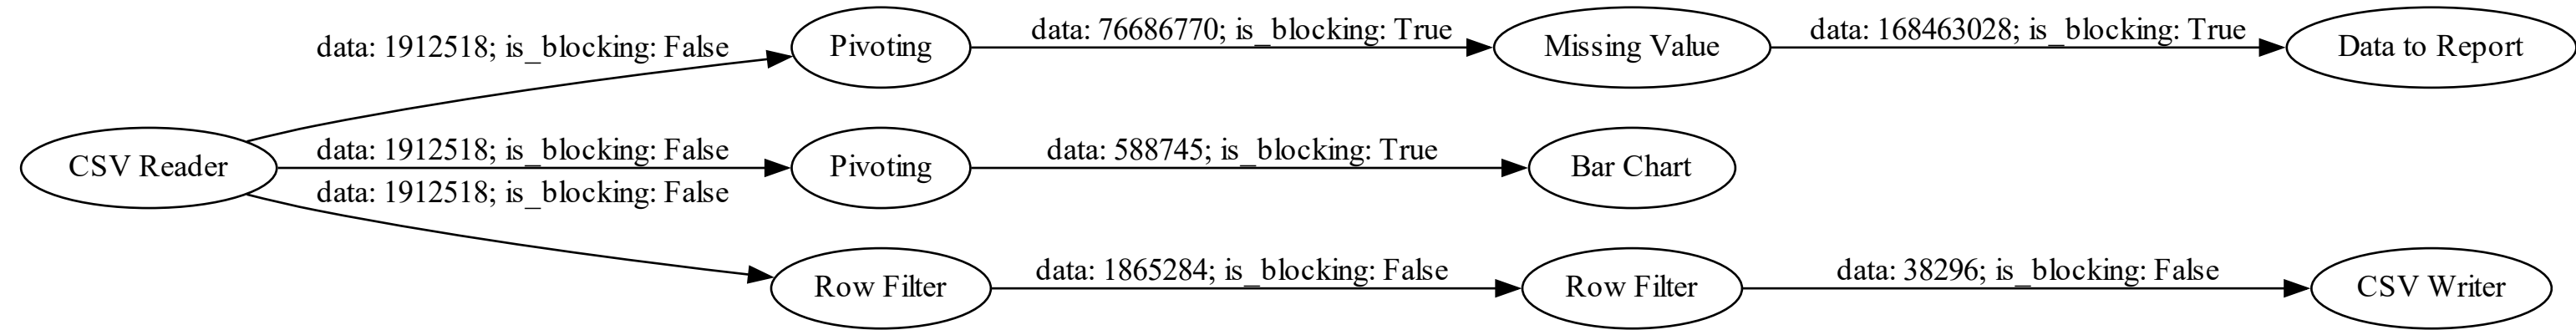 data: 1912518; is_blocking: False
Pivoting
data: 76686770; is_blocking: True
Missing Value
data: 168463028; is_blocking: True
Data to Report
CSV Reader
data: 1912518; is_blocking: False
Pivoting
data: 588745; is_blocking: True
Bar Chart
data: 1912518; is_blocking: False
Row Filter
data: 1865284; is_blocking: False
Row Filter
data: 38296; is_blocking: False
CSV Writer